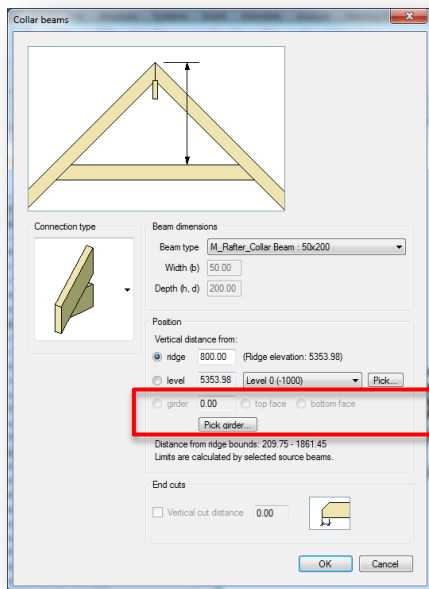 Collar beams
Connection type
Beam dimensions
Beam type M_Rafter_Collar Beam : 50x200
Width (b) 50.00
Depth (h, d) 200.00
Position
Vertical distance from:
ridge 800.00 (Ridge elevation: 5353.98)
level 5353.98 Level 0 (-1000) Pick...
girder 0.00 top face bottom face
Pick girder...
Distance from ridge bounds: 209.75 - 1861.45
Limits are calculated by selected source beams.
End cuts
Vertical cut distance 0.00
OK Cancel